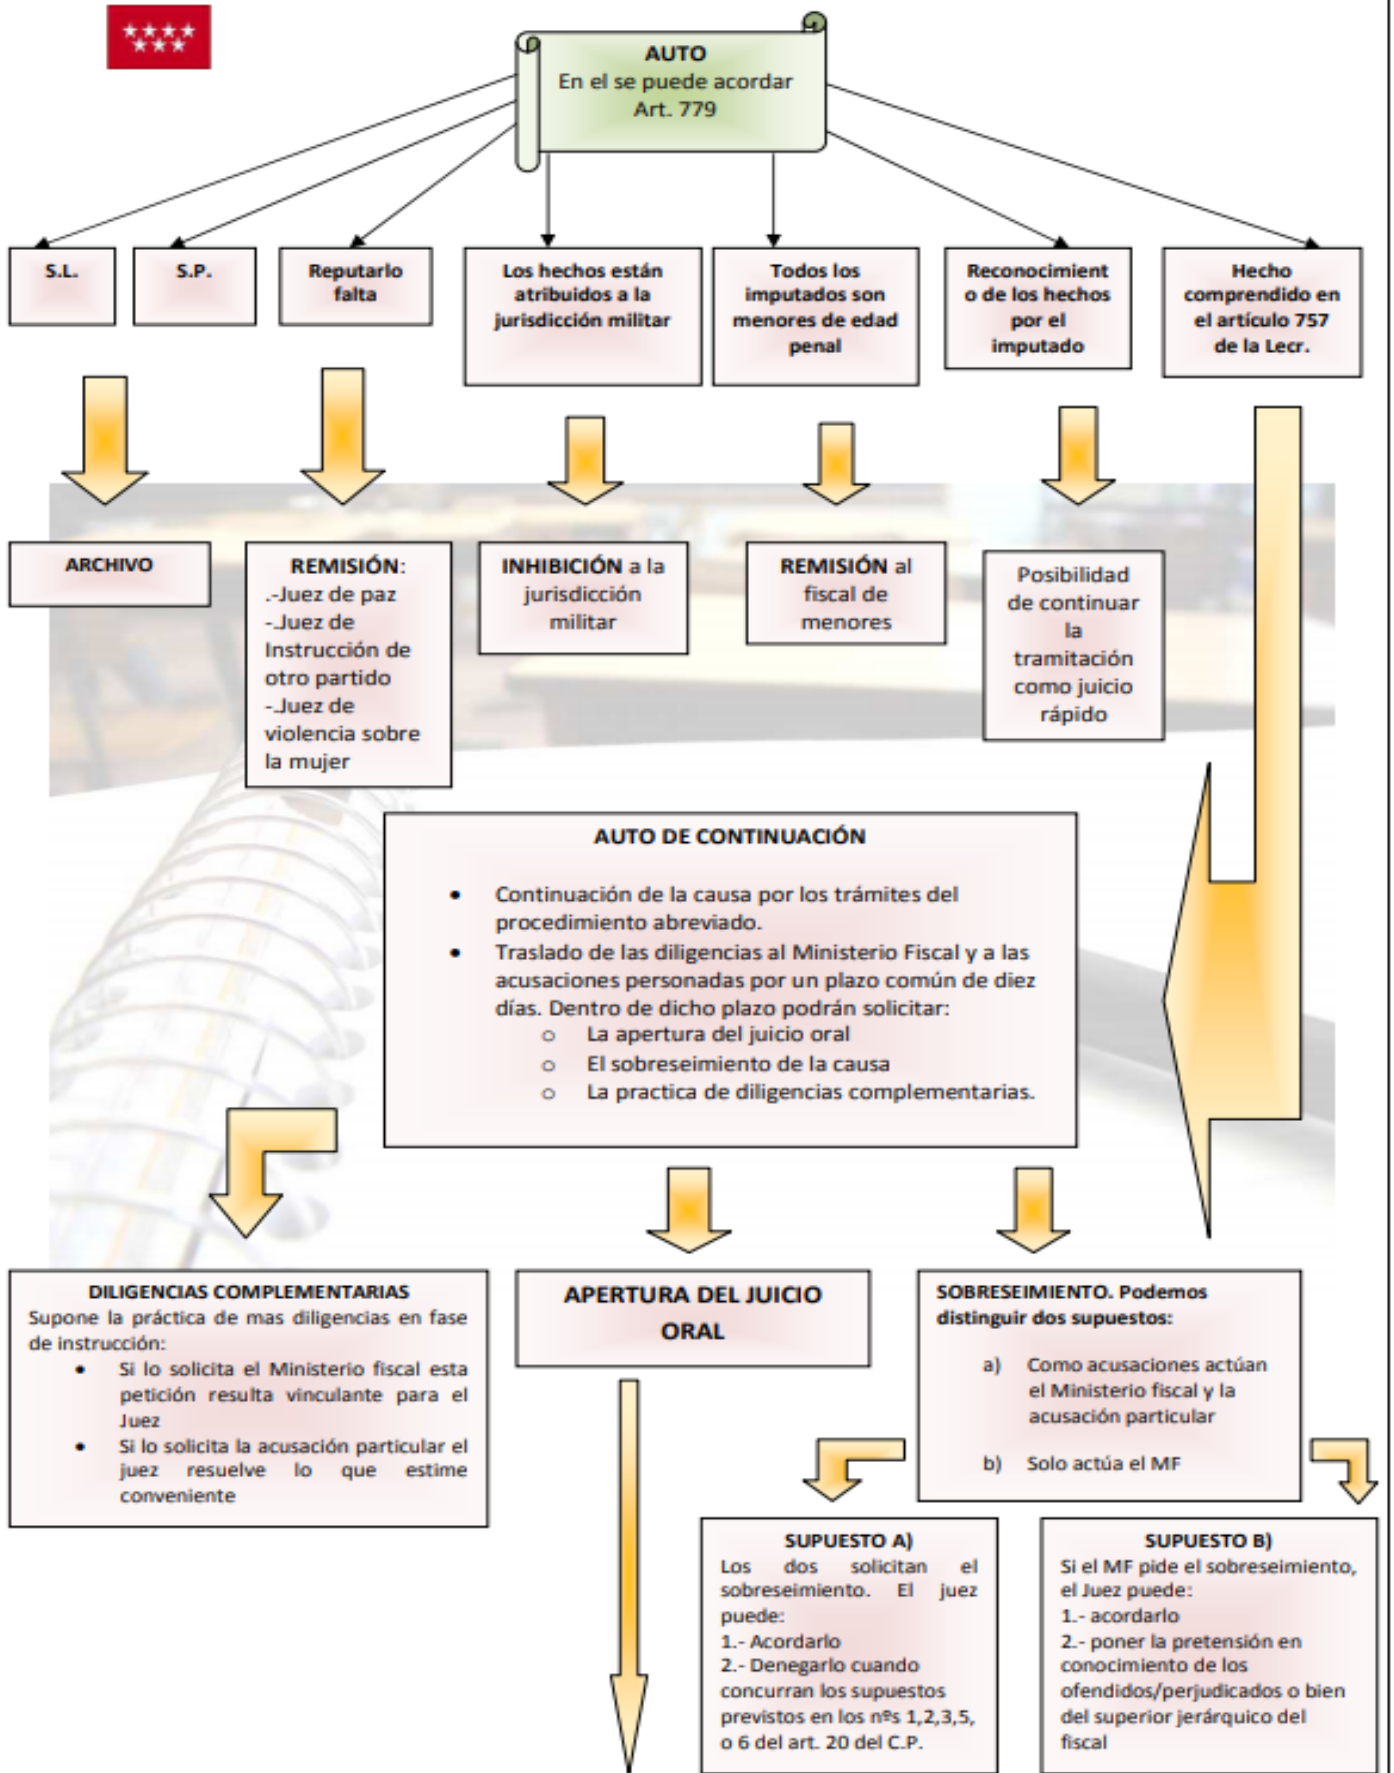 AUTO
En el se puede acordar
Art. 779
S.L.
S.P.
Reputarlo
falta
Los hechos están
atribuidos a la
jurisdicción militar
Todos los
imputados son
menores de edad
penal
Reconocimient
o de los hechos
por el
imputado
Hecho
comprendido en
el artículo 757
de la Lecr.
ARCHIVO
REMISIÓN:
.-Juez de paz
-.Juez de
Instrucción de
otro partido
-.Juez de
violencia sobre
la mujer
INHIBICIÓN a la
jurisdicción
militar
REMISIÓN al
fiscal de
menores
Posibilidad
de continuar
la
tramitación
como juicio
rápido
AUTO DE CONTINUACIÓN
• Continuación de la causa por los trámites del
procedimiento abreviado.
• Traslado de las diligencias al Ministerio Fiscal y a las
acusaciones personadas por un plazo común de diez
días. Dentro de dicho plazo podrán solicitar:
o La apertura del juicio oral
o El sobreseimiento de la causa
o La practica de diligencias complementarias.
DILIGENCIAS COMPLEMENTARIAS
Supone la práctica de mas diligencias en fase
de instrucción:
• Si lo solicita el Ministerio fiscal esta
petición resulta vinculante para el
Juez
• Si lo solicita la acusación particular el
juez resuelve lo que estime
conveniente
APERTURA DEL JUICIO
ORAL
SOBRESEIMIENTO. Podemos
distinguir dos supuestos:
a) Como acusaciones actúan
el Ministerio fiscal y la
acusación particular
b) Solo actúa el MF
SUPUESTO A)
Los dos solicitan el
sobreseimiento. El juez
puede:
1.- Acordarlo
2.- Denegarlo cuando
concurran los supuestos
previstos en los nºs 1,2,3,5,
o 6 del art. 20 del C.P.
SUPUESTO B)
Si el MF pide el sobreseimiento,
el Juez puede:
1.- acordarlo
2.- poner la pretensión en
conocimiento de los
ofendidos/perjudicados o bien
del superior jerárquico del
fiscal